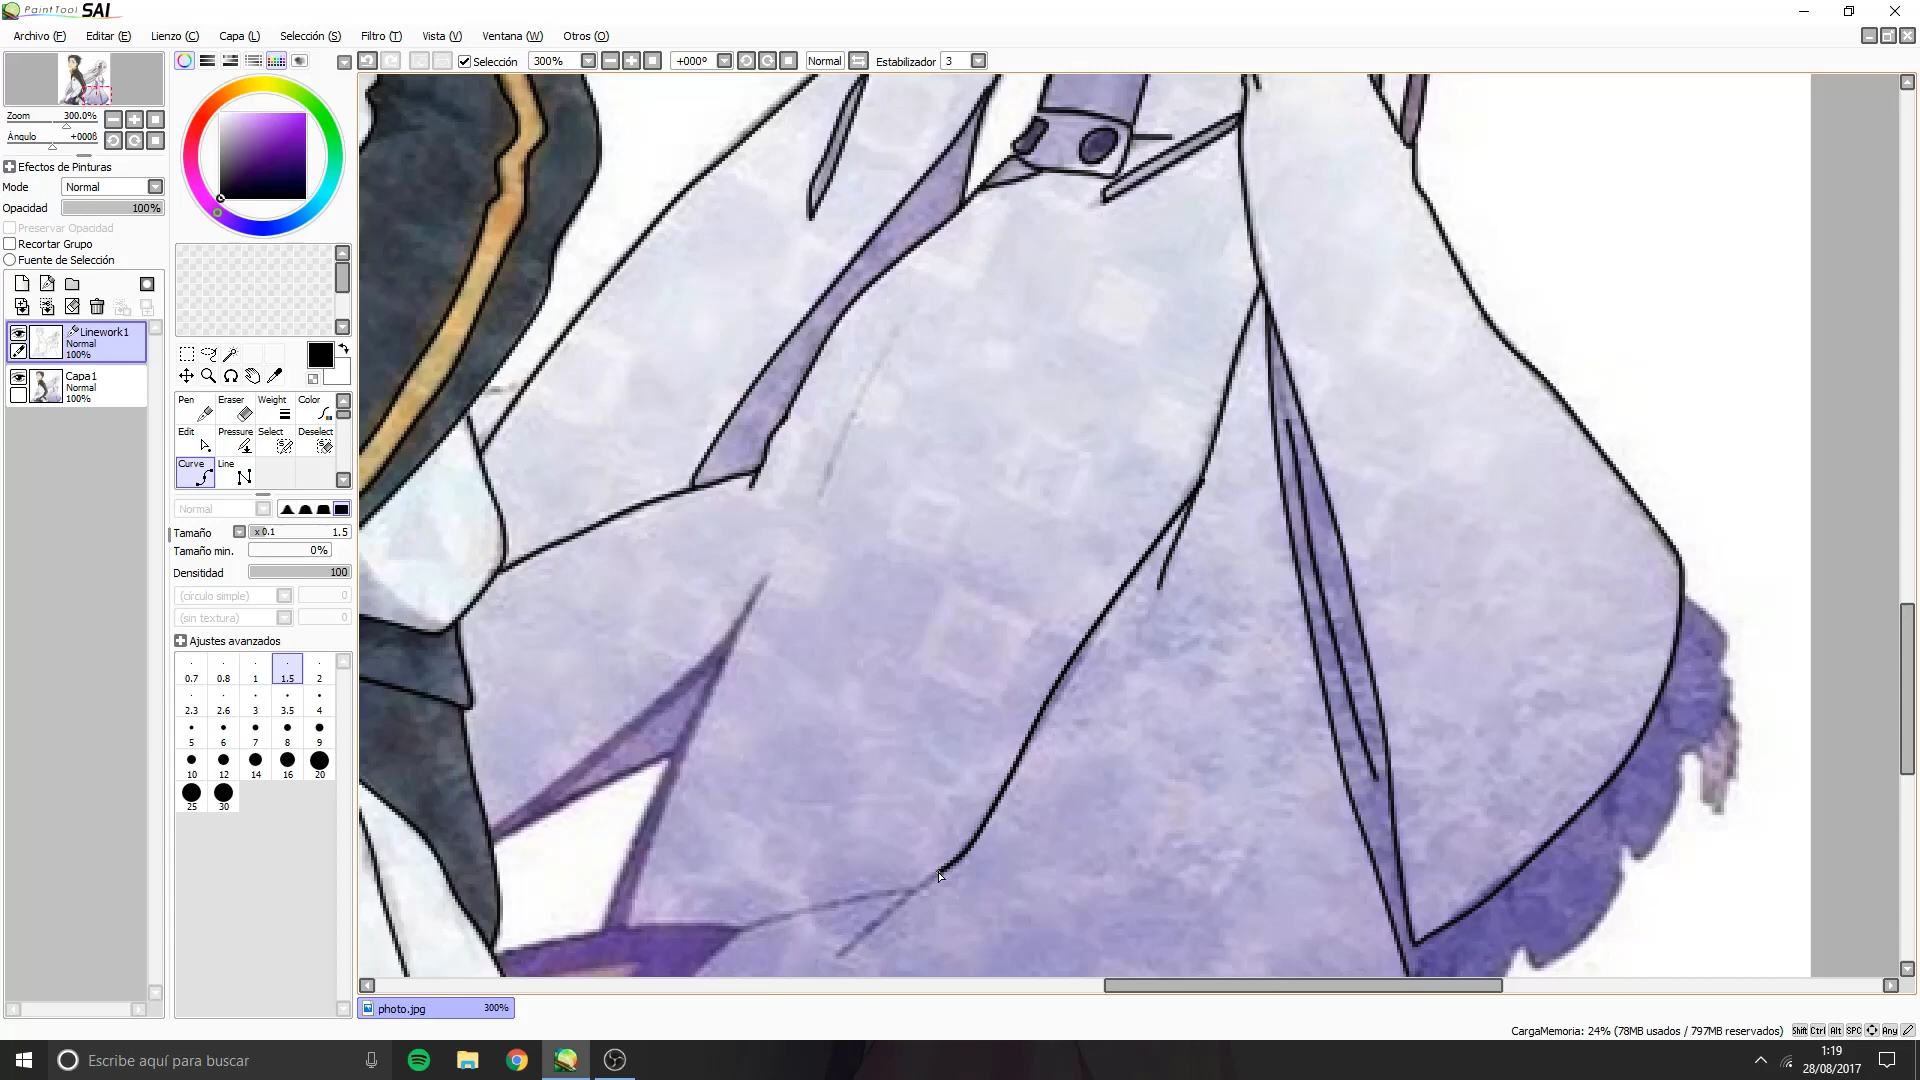 PaintTool SAI
Archivo (F) Editar (E) Lienzo (C) Capa (L) Selección (S) Filtro (T) Vista (V) Ventana (W) Otros (O)
Selección 300% +000º Normal Estabilizador 3
Zoom 300.0%
Ángulo +000ß
Efectos de Pinturas
Mode Normal
Opacidad 100%
Preservar Opacidad
Recortar Grupo
Fuente de Selección
Linework1
Normal
100%
Capa1
Normal
100%
Pen Eraser Weight Color
Edit Pressure Select Deselect
Curve Line
Normal
Tamaño x0.1 1.5
Tamaño min. 0%
Densitidad 100
(círculo simple) 0
(sin textura) 0
Ajustes avanzados
0.7 0.8 1 1.5 2
2.3 2.6 3 3.5 4
5 6 7 8 9
10 12 14 16 20
25 30
photo.jpg 300%
CargaMemoria: 24% (78MB usados / 797MB reservados) Shift Ctrl Alt SPC Any
Escribe aquí para buscar
1:19
28/08/2017